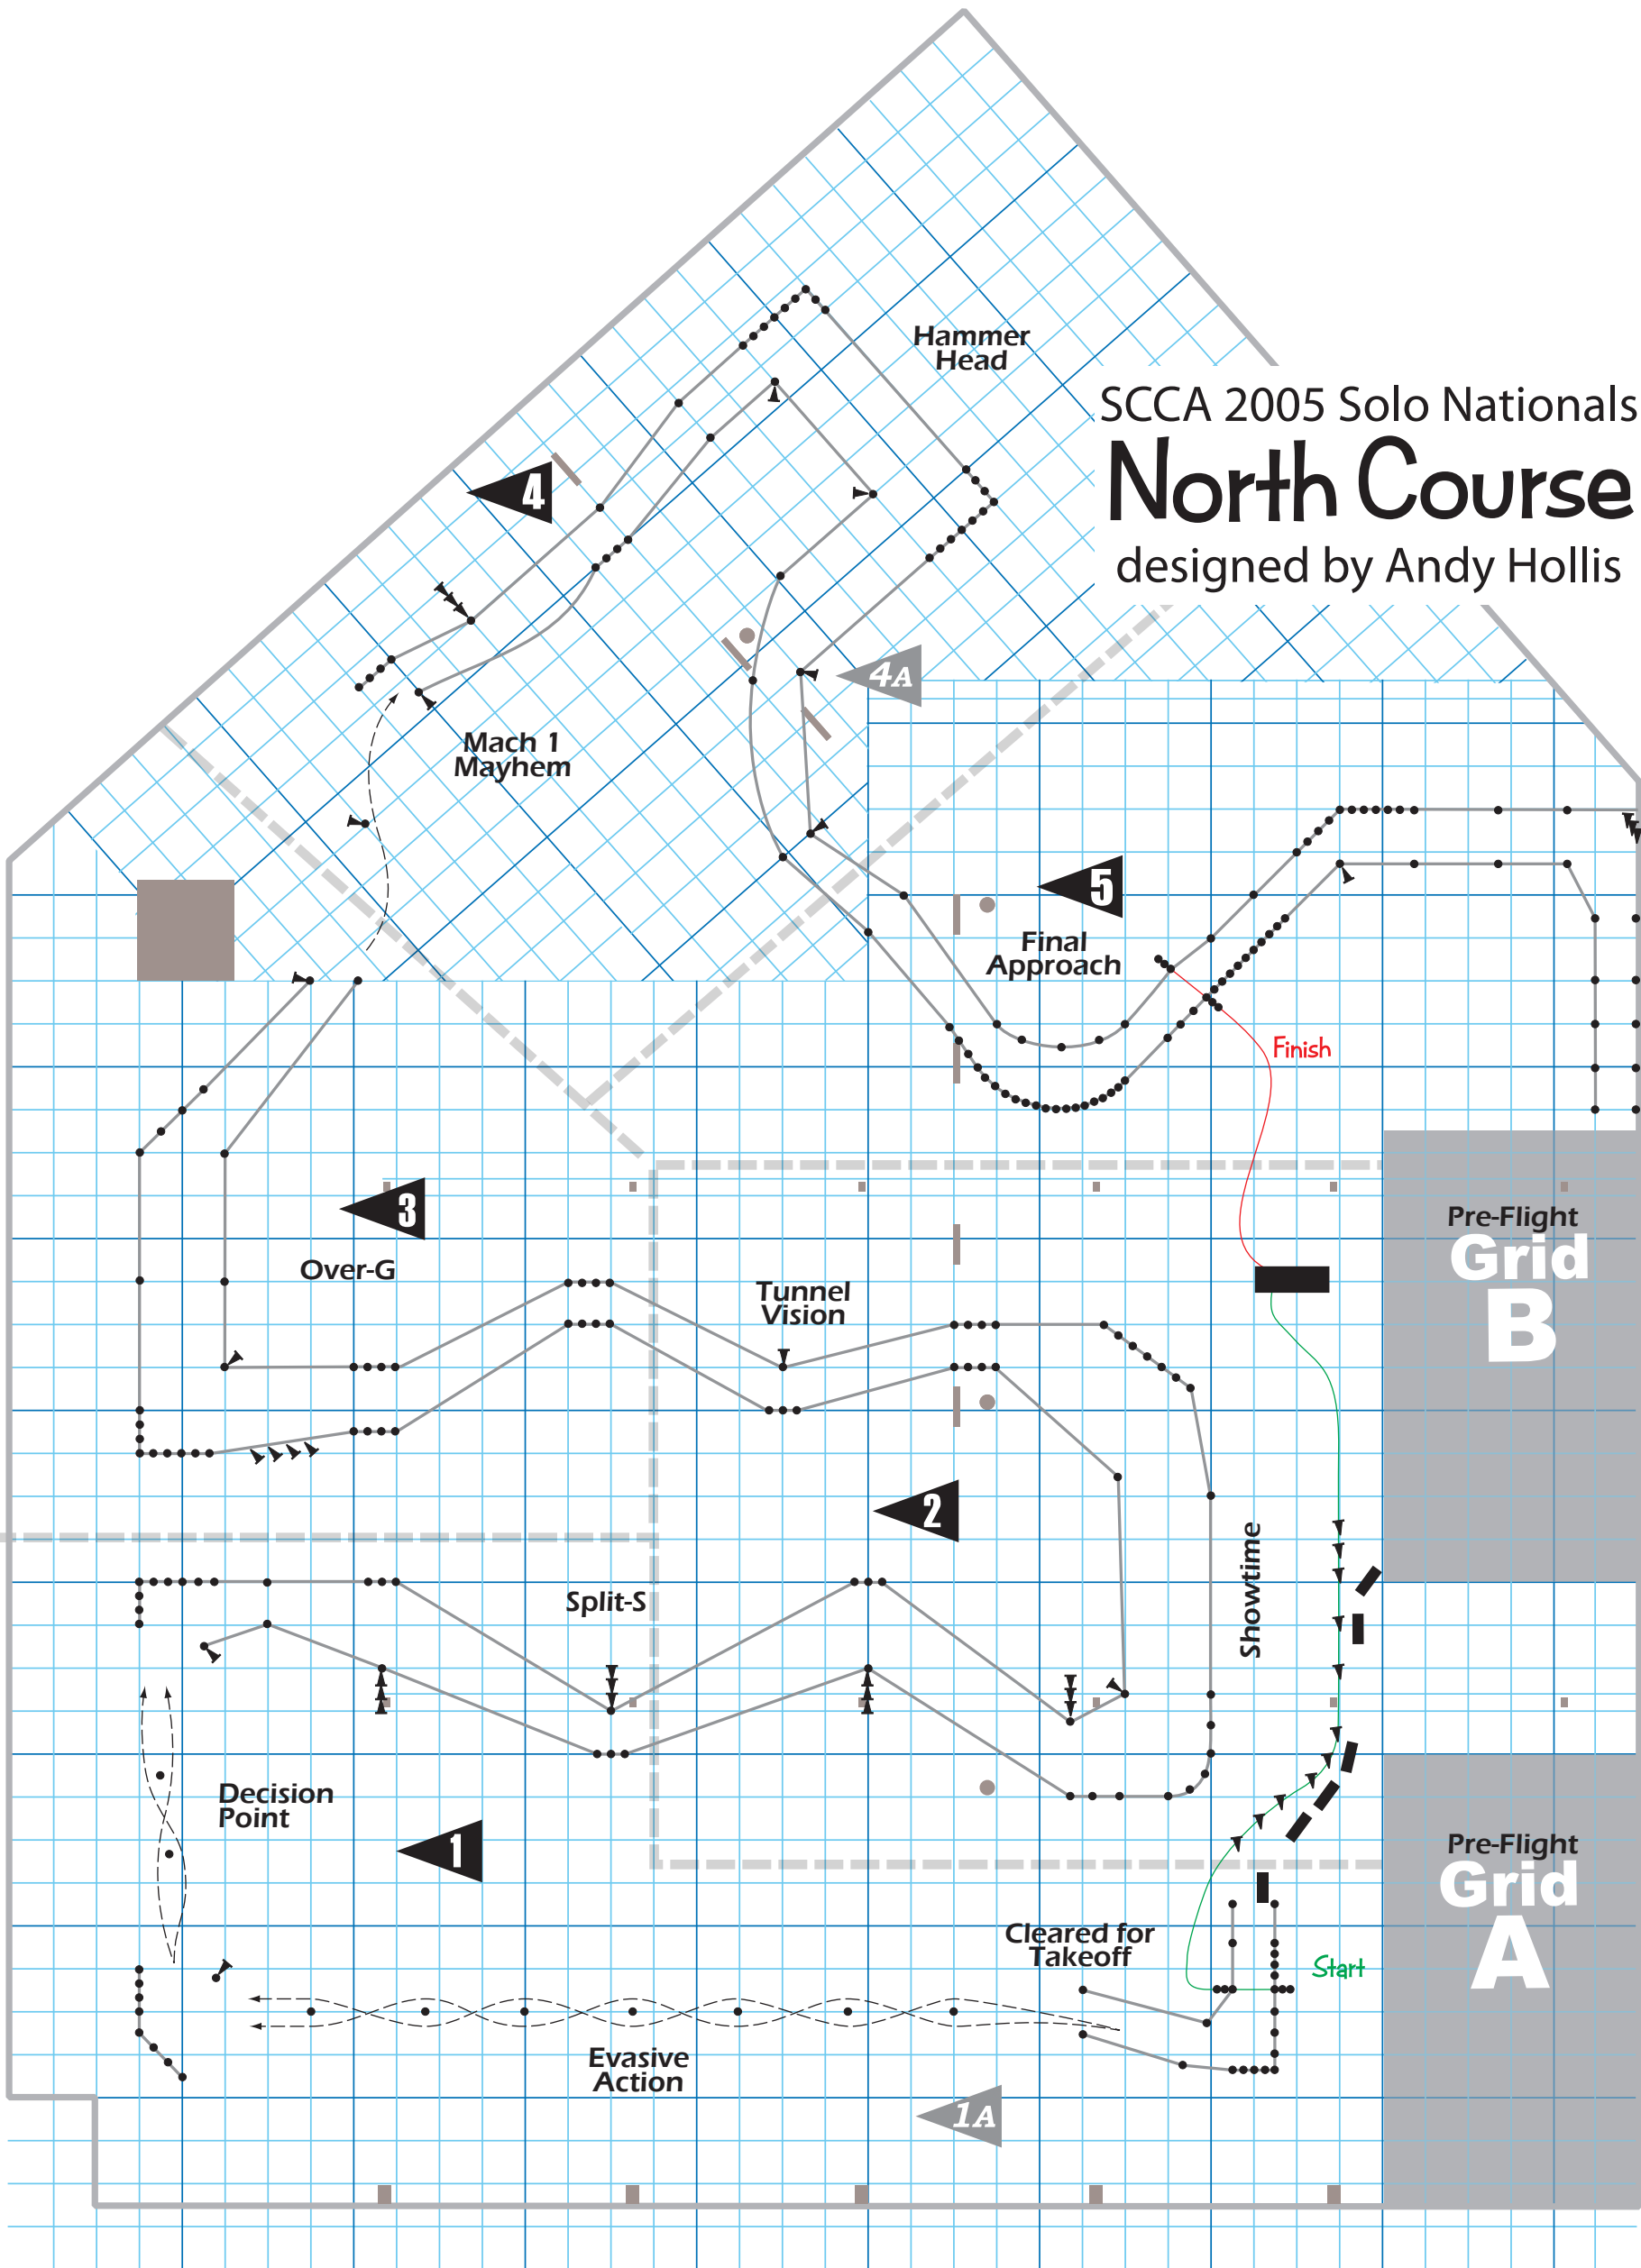 Hammer
Head
SCCA 2005 Solo Nationals
North Course
designed by Andy Hollis
4
4A
Mach 1
Mayhem
5
Final
Approach
Finish
3
Over-G
Tunnel
Vision
Pre-Flight
Grid
B
2
Showtime
Split-S
Decision
Point
1
Pre-Flight
Grid
A
Cleared for
Takeoff
Start
Evasive
Action
1A